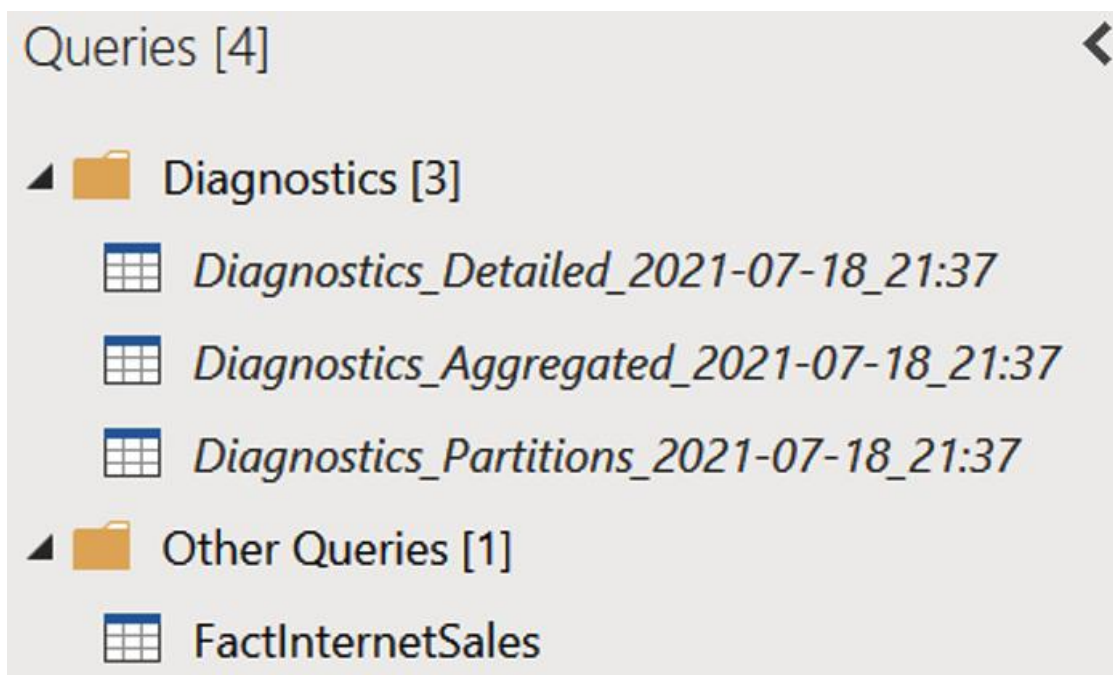 Queries [4]
Diagnostics [3]
Diagnostics_Detailed_2021-07-18_21:37
Diagnostics_Aggregated_2021-07-18_21:37
Diagnostics_Partitions_2021-07-18_21:37
Other Queries [1]
FactInternetSales